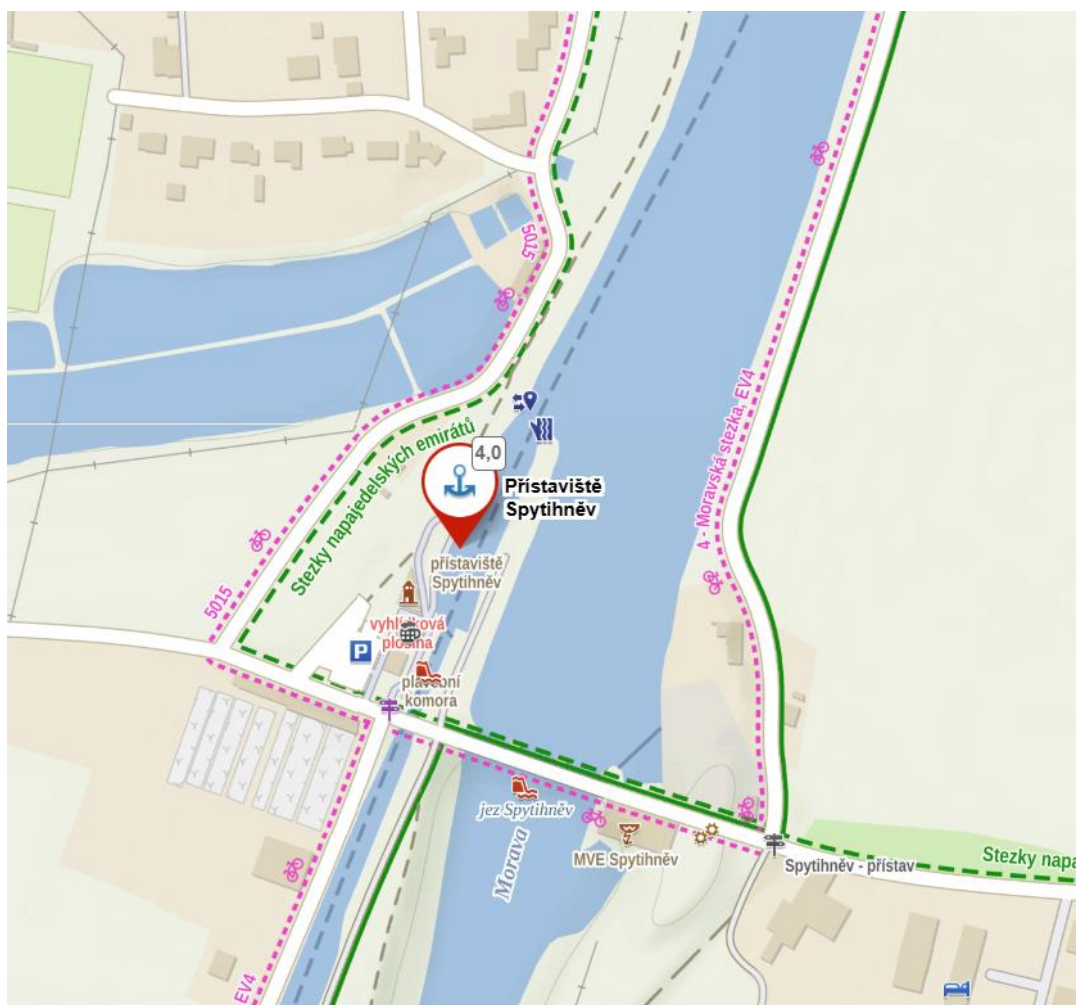 5015
4 - Moravská stezka, EV4
Stezky napajedelských emirátů
4,0
Přístaviště
Spytihněv
přístaviště
Spytihněv
5015
vyhlídková
plošina
P
plavební
komora
jez Spytihněv
Morava
MVE Spytihněv
Spytihněv - přístav
Stezky napa
EV4
EV4